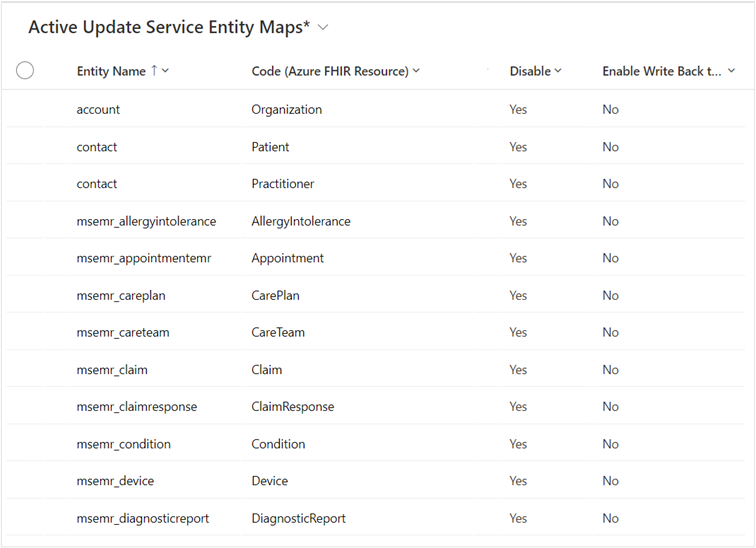 Active Update Service Entity Maps*
Entity Name ↑ Code (Azure FHIR Resource) Disable Enable Write Back t...
account Organization Yes No
contact Patient Yes No
contact Practitioner Yes No
msemr_allergyintolerance AllergyIntolerance Yes No
msemr_appointmentemr Appointment Yes No
msemr_careplan CarePlan Yes No
msemr_careteam CareTeam Yes No
msemr_claim Claim Yes No
msemr_claimresponse ClaimResponse Yes No
msemr_condition Condition Yes No
msemr_device Device Yes No
msemr_diagnosticreport DiagnosticReport Yes No